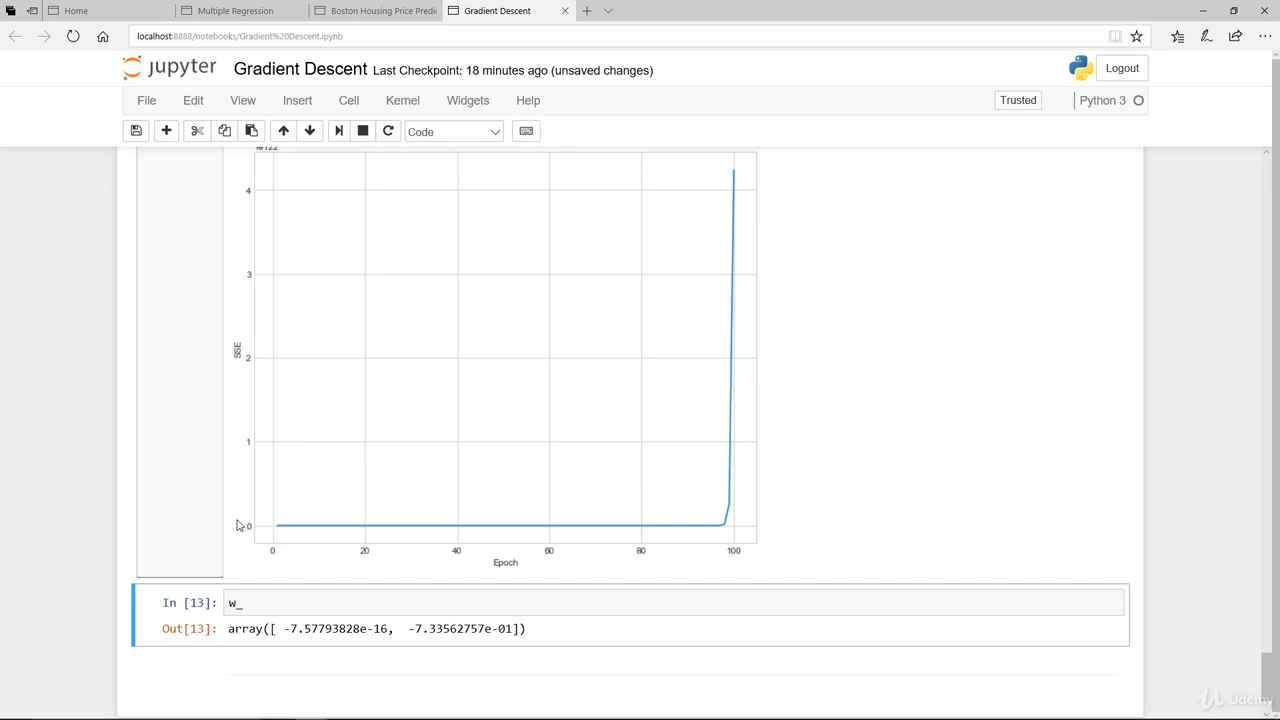 Home
Multiple Regression
Boston Housing Price Predi
Gradient Descent
localhost:8888/notebooks/Gradient%20Descent.ipynb
jupyter
Gradient Descent Last Checkpoint: 18 minutes ago (unsaved changes)
Logout
File Edit View Insert Cell Kernel Widgets Help
Trusted
Python 3
Code
4
3
2
1
0
SSE
0 20 40 60 80 100
Epoch
In [13]: w_
Out[13]: array([ -7.57793828e-16, -7.33562757e-01])
Udemy